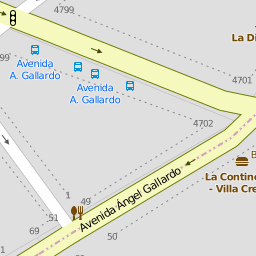 4799
La Di
99
Avenida
A. Gallardo
4701
Avenida
A. Gallardo
4702
B
La Contine
- Villa Cre
1
49
51
Avenida Ángel Gallardo
69
50